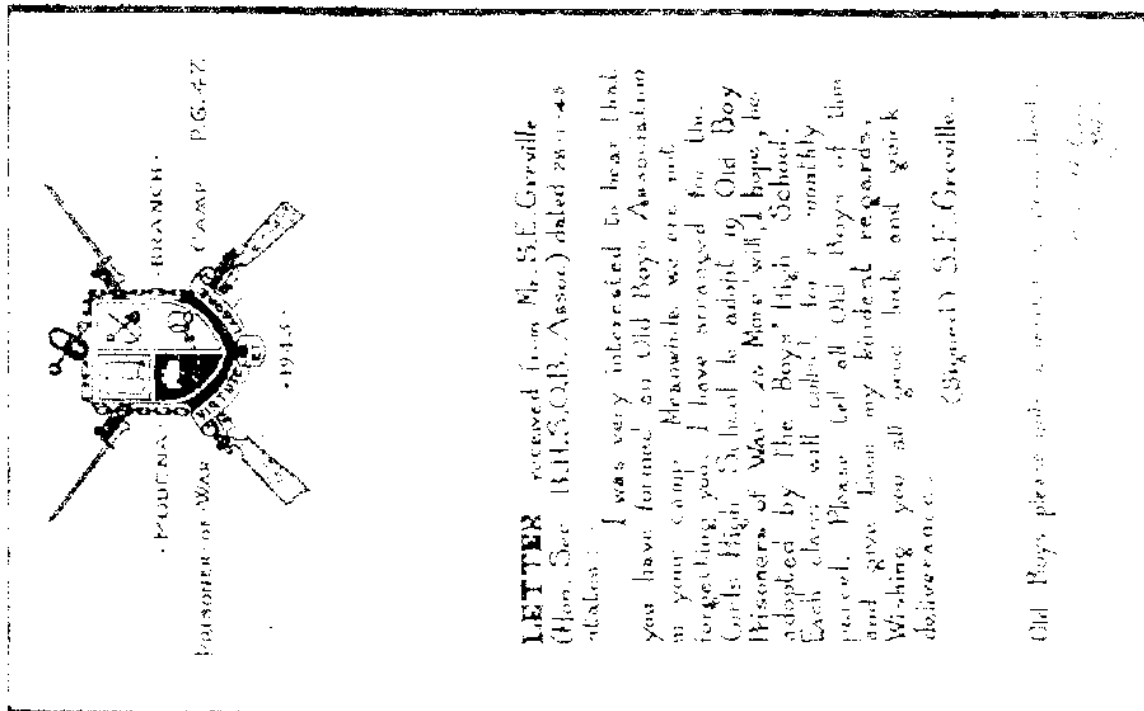 · MODENA · · BRANCH ·
PRISONER-OF-WAR CAMP P.G. 47
VIRTUTE ET LABORE
· 1943 ·
LETTER received from Mr. S.E. Greville
(Hon. Sec. B.H.S.O.B. Assoc.) dated 28-1-43
states:
I was very interested to hear that
you have formed an Old Boys Association
in your camp. Meanwhile we are not
forgetting you. I have arranged for the
Girls High School to adopt 19 Old Boy
Prisoners of War. 26 More will, I hope, be
adopted by the Boys' High School.
Each class will collect for a monthly
parcel. Please tell all Old Boys of this
and give them my kindest regards.
Wishing you all good luck and quick
deliverance.
(Signed) S.E. Greville.
Old Boys please